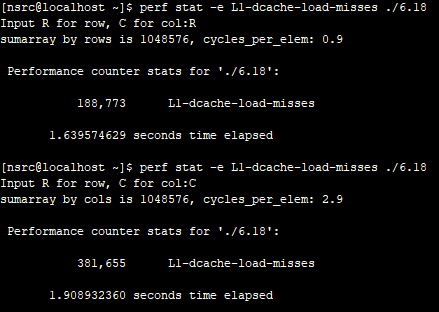 [nsrc@localhost ~]$ perf stat -e L1-dcache-load-misses ./6.18
Input R for row, C for col:R
sumarray by rows is 1048576, cycles_per_elem: 0.9
Performance counter stats for './6.18':
188,773 L1-dcache-load-misses
1.639574629 seconds time elapsed
[nsrc@localhost ~]$ perf stat -e L1-dcache-load-misses ./6.18
Input R for row, C for col:C
sumarray by cols is 1048576, cycles_per_elem: 2.9
Performance counter stats for './6.18':
381,655 L1-dcache-load-misses
1.908932360 seconds time elapsed